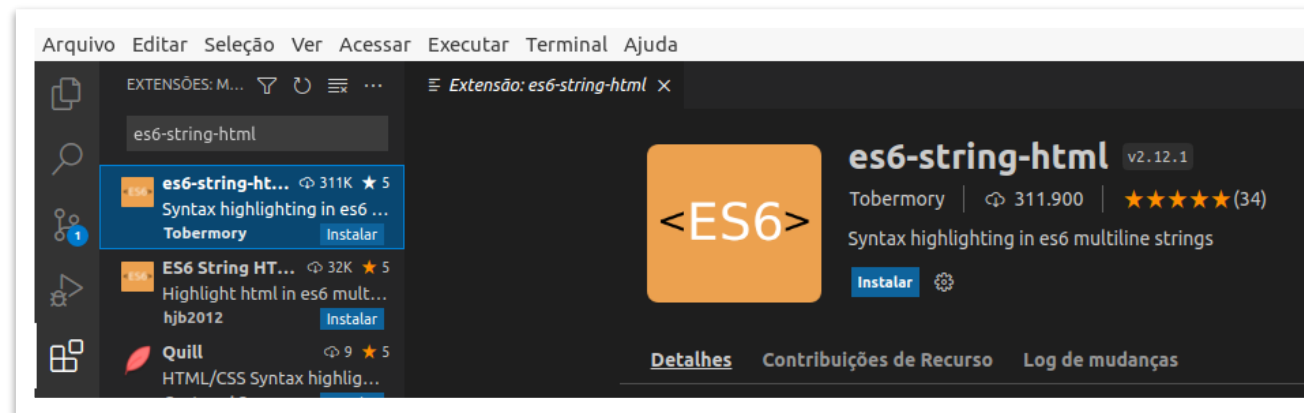 Arquivo Editar Seleção Ver Acessar Executar Terminal Ajuda
EXTENSÕES: M... ···
Extensão: es6-string-html ×
es6-string-html
es6-string-ht... 311K ★ 5
Syntax highlighting in es6 ...
Tobermory Instalar
ES6 String HT... 32K ★ 5
Highlight html in es6 mult...
hjb2012 Instalar
Quill 9 ★ 5
HTML/CSS Syntax highlig...
1
<ES6>
es6-string-html v2.12.1
Tobermory 311.900 ★★★★★(34)
Syntax highlighting in es6 multiline strings
Instalar
Detalhes Contribuições de Recurso Log de mudanças